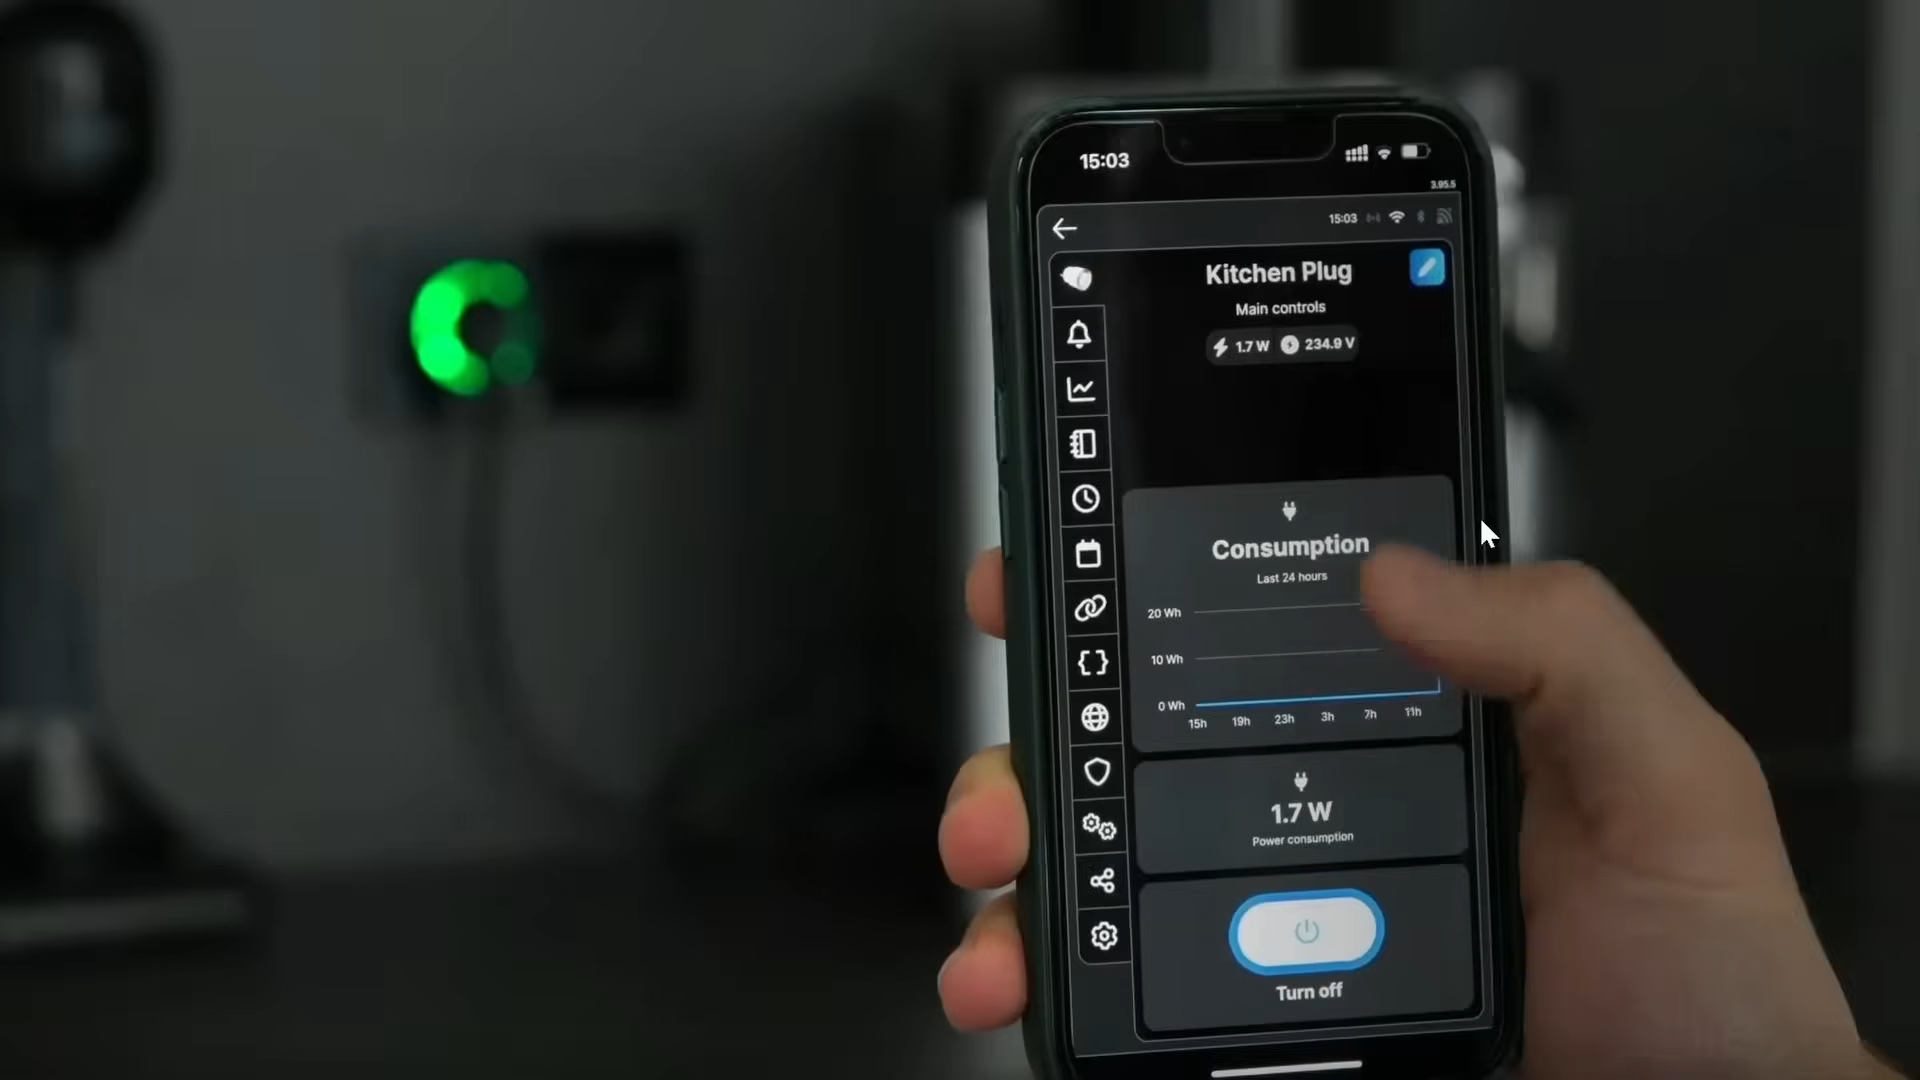 15:03
3.95.5
15:03
Kitchen Plug
Main controls
1.7 W 234.9 V
Consumption
Last 24 hours
20 Wh
10 Wh
0 Wh
15h 19h 23h 3h 7h 11h
1.7 W
Power consumption
Turn off